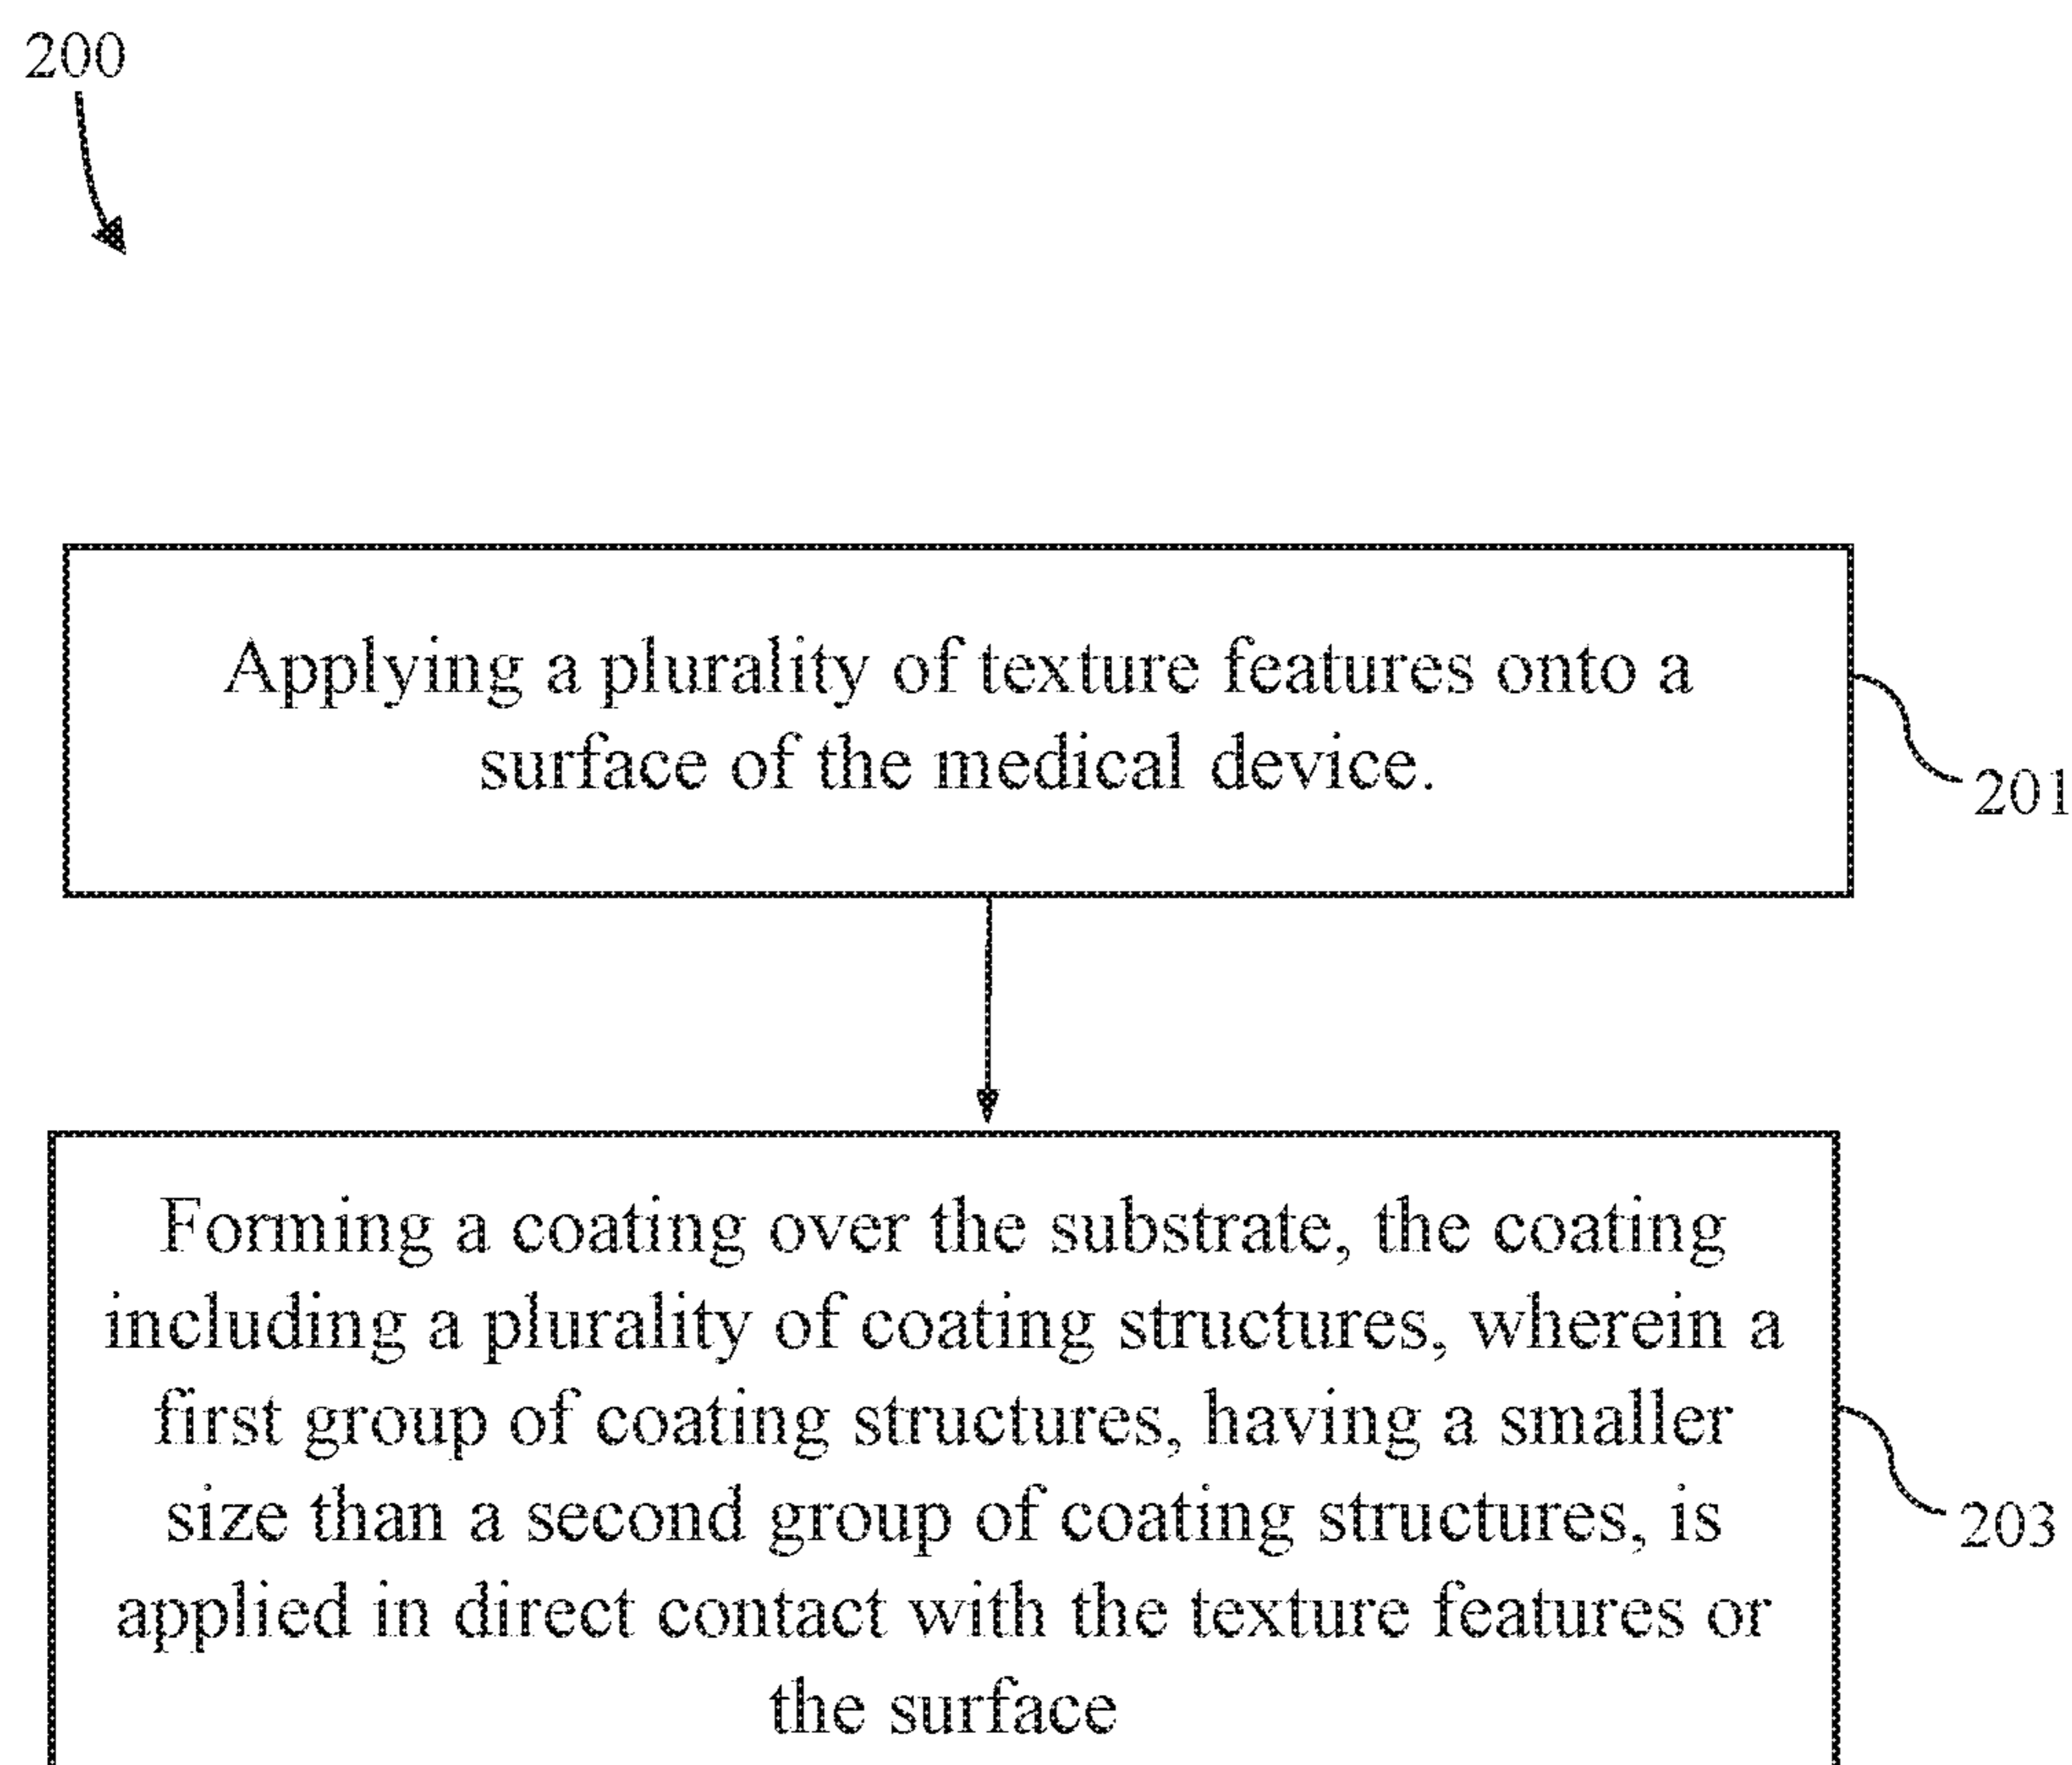 200
Applying a plurality of texture features onto a
surface of the medical device.
201
Forming a coating over the substrate, the coating
including a plurality of coating structures, wherein a
first group of coating structures, having a smaller
size than a second group of coating structures, is
applied in direct contact with the texture features or
the surface
203